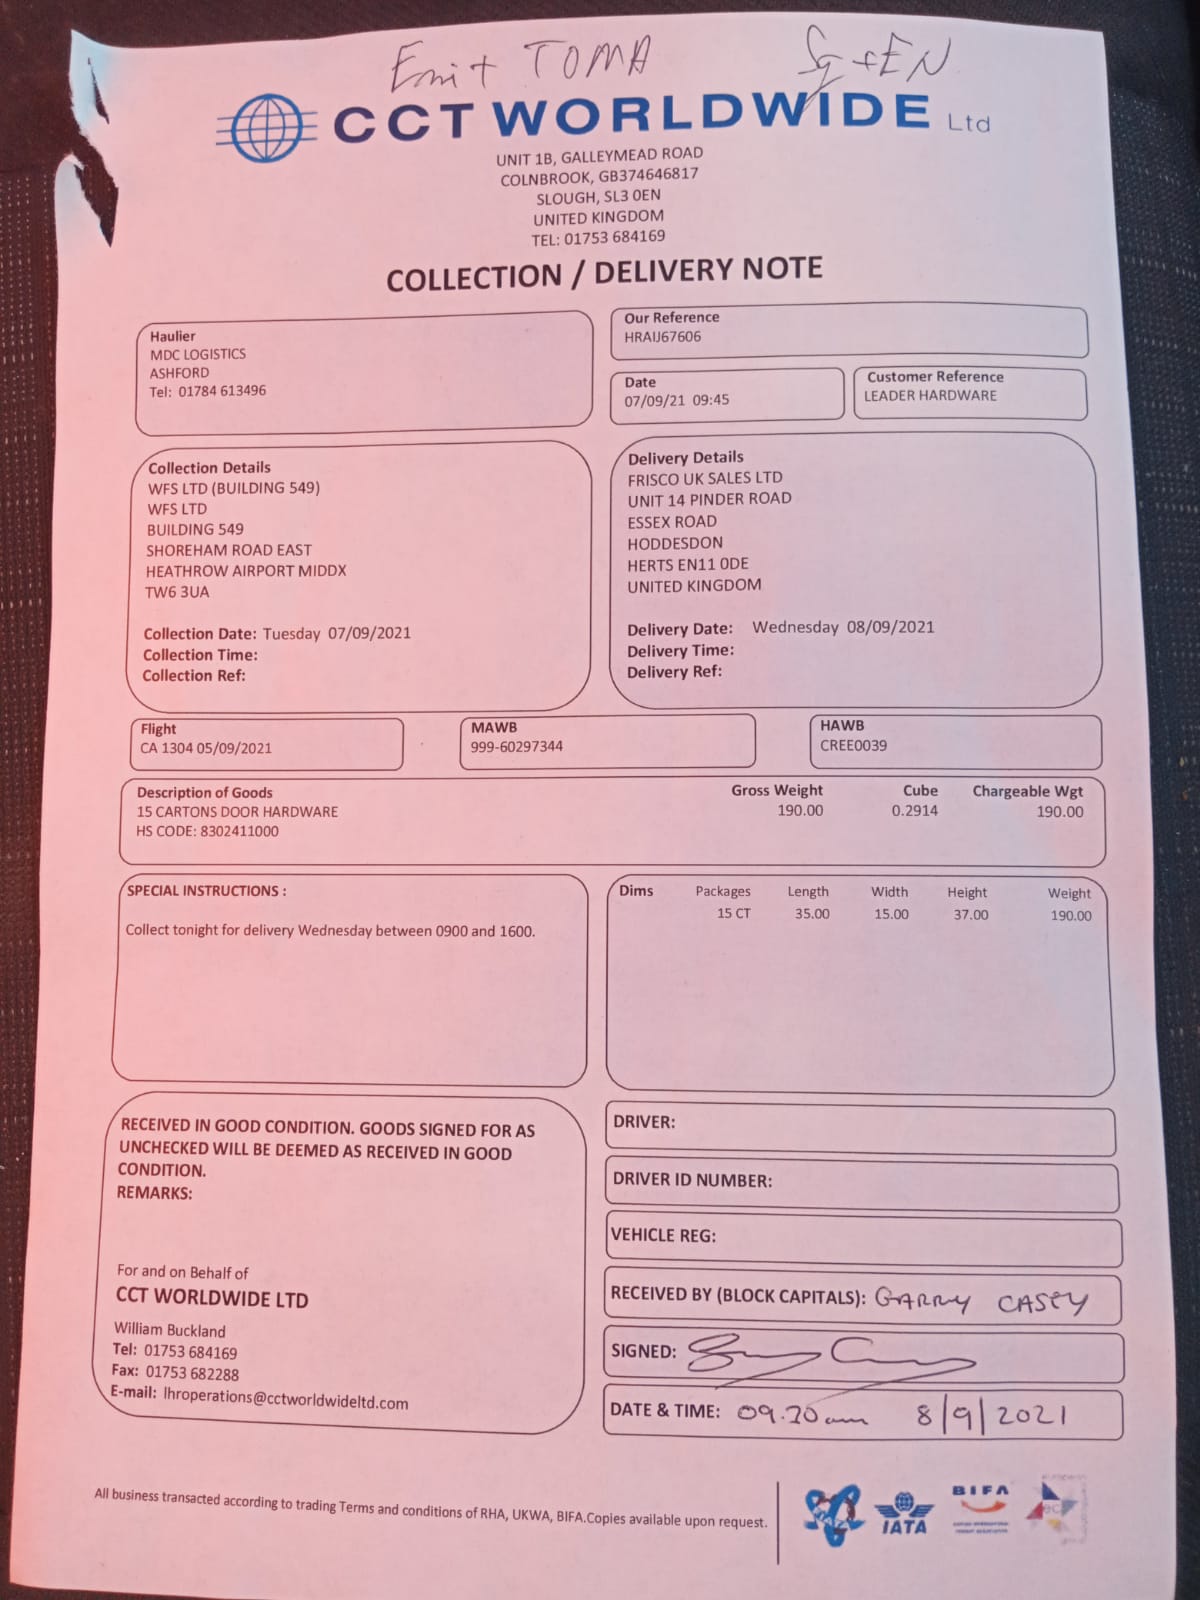 Emit TOMA
CCT WORLDWIDE Ltd
UNIT 1B, GALLEYMEAD ROAD
COLNBROOK, GB374646817
SLOUGH, SL3 0EN
UNITED KINGDOM
TEL: 01753 684169
COLLECTION / DELIVERY NOTE
Haulier
MDC LOGISTICS
ASHFORD
Tel: 01784 613496
Our Reference
HRAIJ67606
Date
07/09/21 09:45
Customer Reference
LEADER HARDWARE
Collection Details
WFS LTD (BUILDING 549)
WFS LTD
BUILDING 549
SHOREHAM ROAD EAST
HEATHROW AIRPORT MIDDX
TW6 3UA
Collection Date: Tuesday 07/09/2021
Collection Time:
Collection Ref:
Delivery Details
FRISCO UK SALES LTD
UNIT 14 PINDER ROAD
ESSEX ROAD
HODDESDON
HERTS EN11 0DE
UNITED KINGDOM
Delivery Date: Wednesday 08/09/2021
Delivery Time:
Delivery Ref:
Flight
CA 1304 05/09/2021
MAWB
999-60297344
HAWB
CREE0039
Description of Goods Gross Weight Cube Chargeable Wgt
15 CARTONS DOOR HARDWARE 190.00 0.2914 190.00
HS CODE: 8302411000
SPECIAL INSTRUCTIONS :
Collect tonight for delivery Wednesday between 0900 and 1600.
Dims Packages Length Width Height Weight
15 CT 35.00 15.00 37.00 190.00
RECEIVED IN GOOD CONDITION. GOODS SIGNED FOR AS
UNCHECKED WILL BE DEEMED AS RECEIVED IN GOOD
CONDITION.
REMARKS:
For and on Behalf of
CCT WORLDWIDE LTD
William Buckland
Tel: 01753 684169
Fax: 01753 682288
E-mail: lhroperations@cctworldwideltd.com
DRIVER:
DRIVER ID NUMBER:
VEHICLE REG:
RECEIVED BY (BLOCK CAPITALS): GARRY CASEY
SIGNED:
DATE & TIME: 8/9/2021
All business transacted according to trading Terms and conditions of RHA, UKWA, BIFA.Copies available upon request.
IATA
BIFA